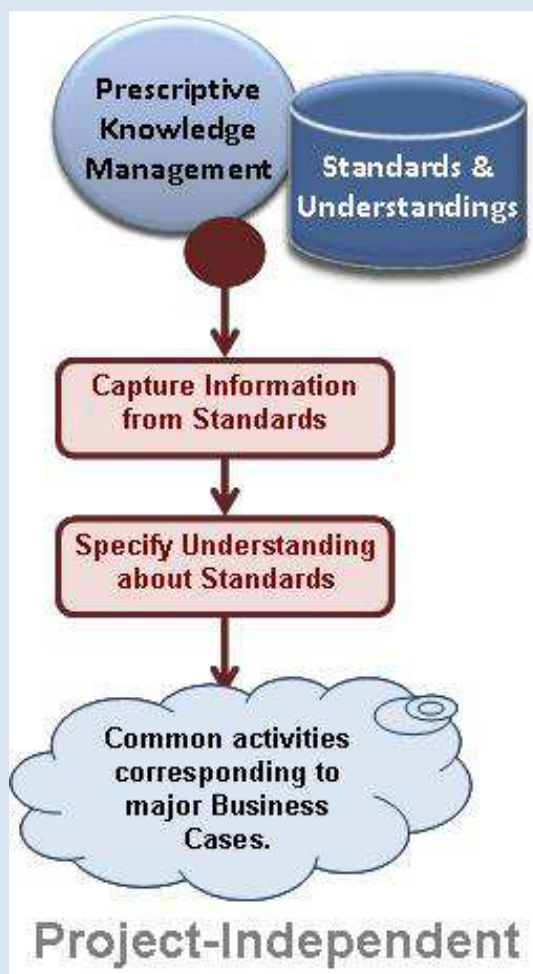 Prescriptive
Knowledge
Management
Standards &
Understandings
Capture Information
from Standards
Specify Understanding
about Standards
Common activities
corresponding to
major Business
Cases.
Project-Independent